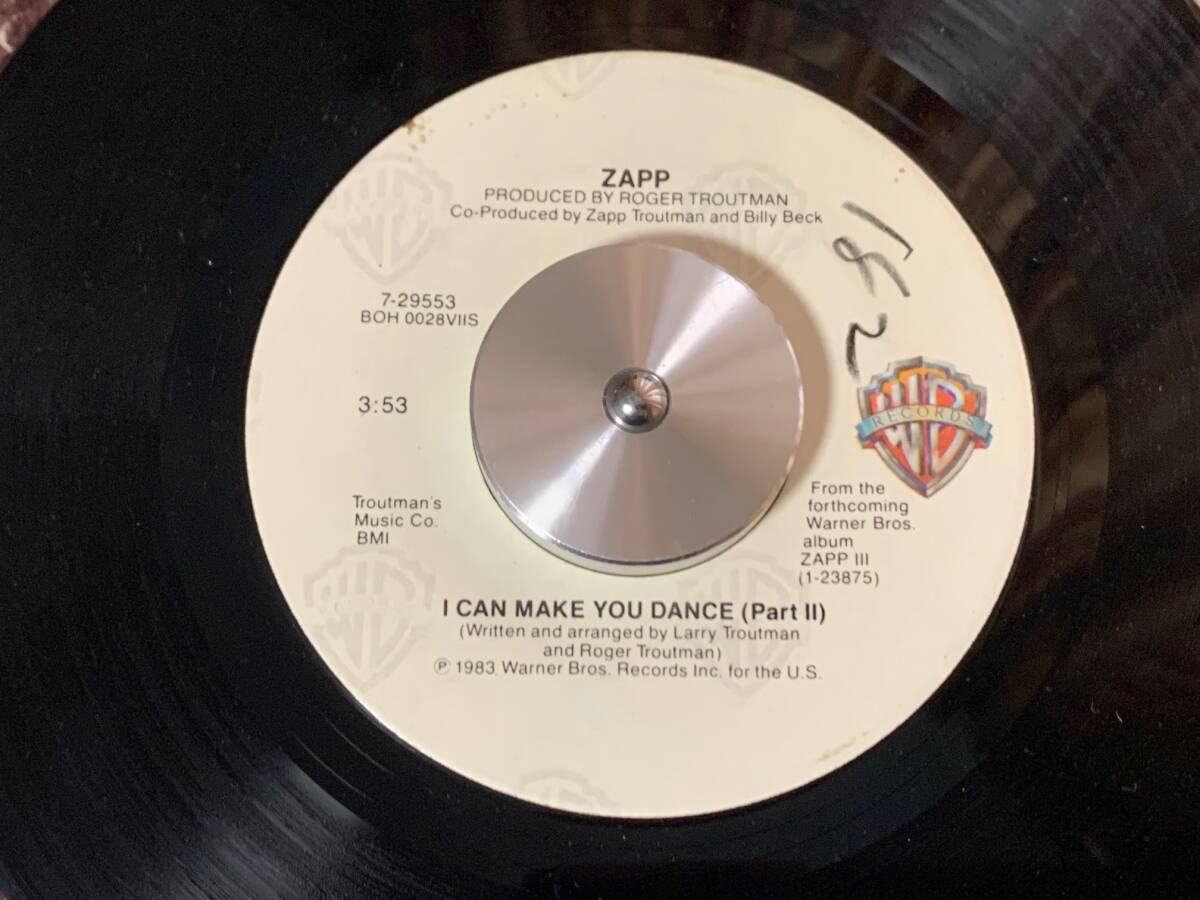 ZAPP
PRODUCED BY ROGER TROUTMAN
Co-Produced by Zapp Troutman and Billy Beck
7-29553
BOH 0028VIIS
3:53
Troutman's
Music Co.
BMI
RECORDS
From the
forthcoming
Warner Bros.
album
ZAPP III
(1-23875)
I CAN MAKE YOU DANCE (Part II)
(Written and arranged by Larry Troutman
and Roger Troutman)
℗ 1983 Warner Bros. Records Inc. for the U.S.